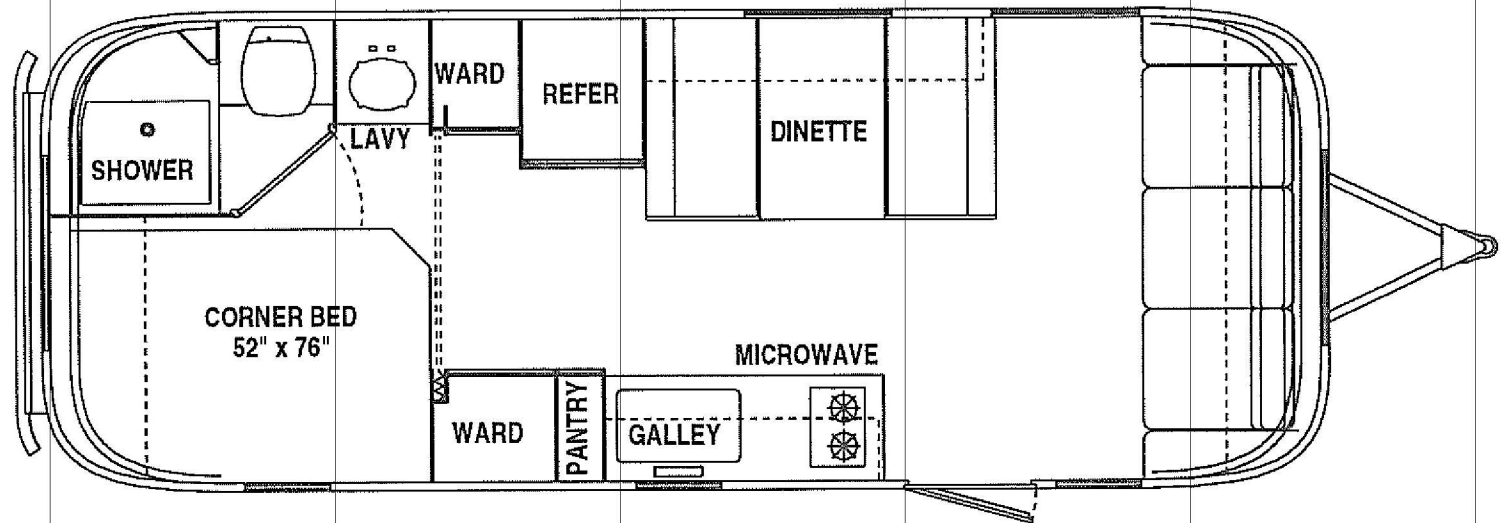 WARD
REFER
LAVY
DINETTE
SHOWER
CORNER BED
52" x 76"
MICROWAVE
WARD
PANTRY
GALLEY